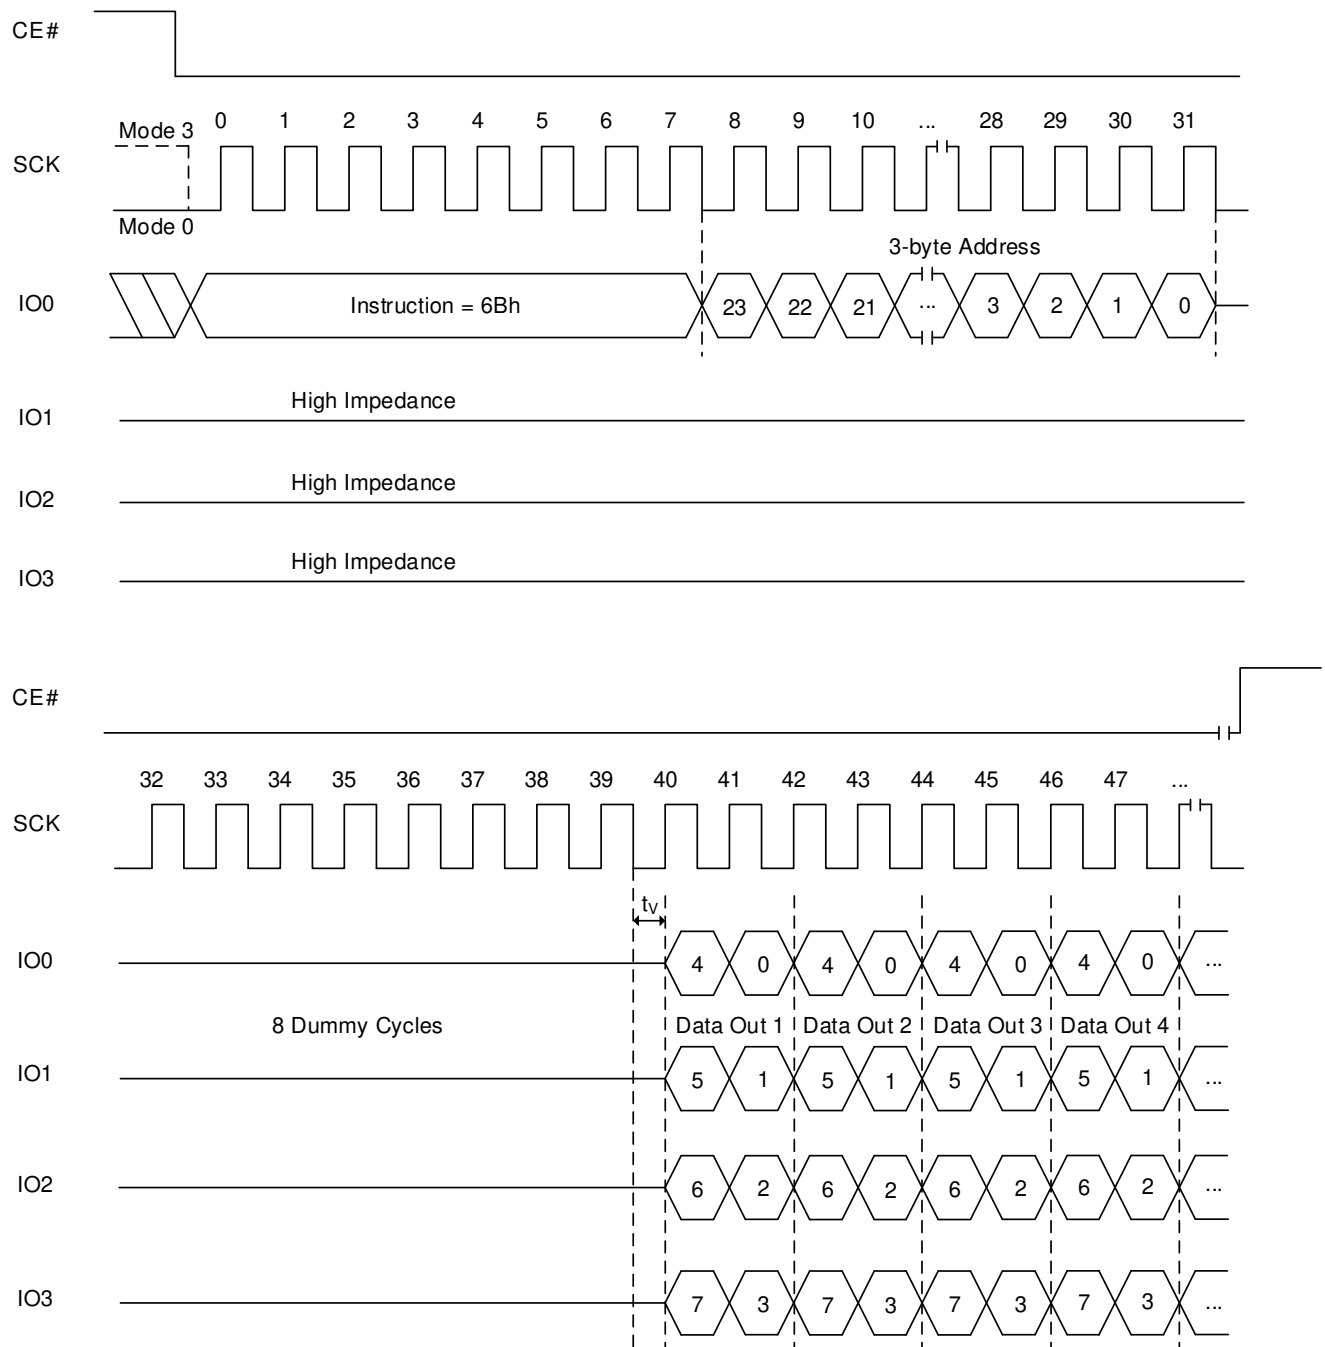 CE#
Mode 3 0 1 2 3 4 5 6 7 8 9 10 ... 28 29 30 31
SCK
Mode 0
3-byte Address
IO0 Instruction = 6Bh 23 22 21 ... 3 2 1 0
High Impedance
IO1
High Impedance
IO2
High Impedance
IO3
CE#
32 33 34 35 36 37 38 39 40 41 42 43 44 45 46 47 ...
SCK
tV
IO0 4 0 4 0 4 0 4 0 ...
8 Dummy Cycles Data Out 1 Data Out 2 Data Out 3 Data Out 4
IO1 5 1 5 1 5 1 5 1 ...
IO2 6 2 6 2 6 2 6 2 ...
IO3 7 3 7 3 7 3 7 3 ...